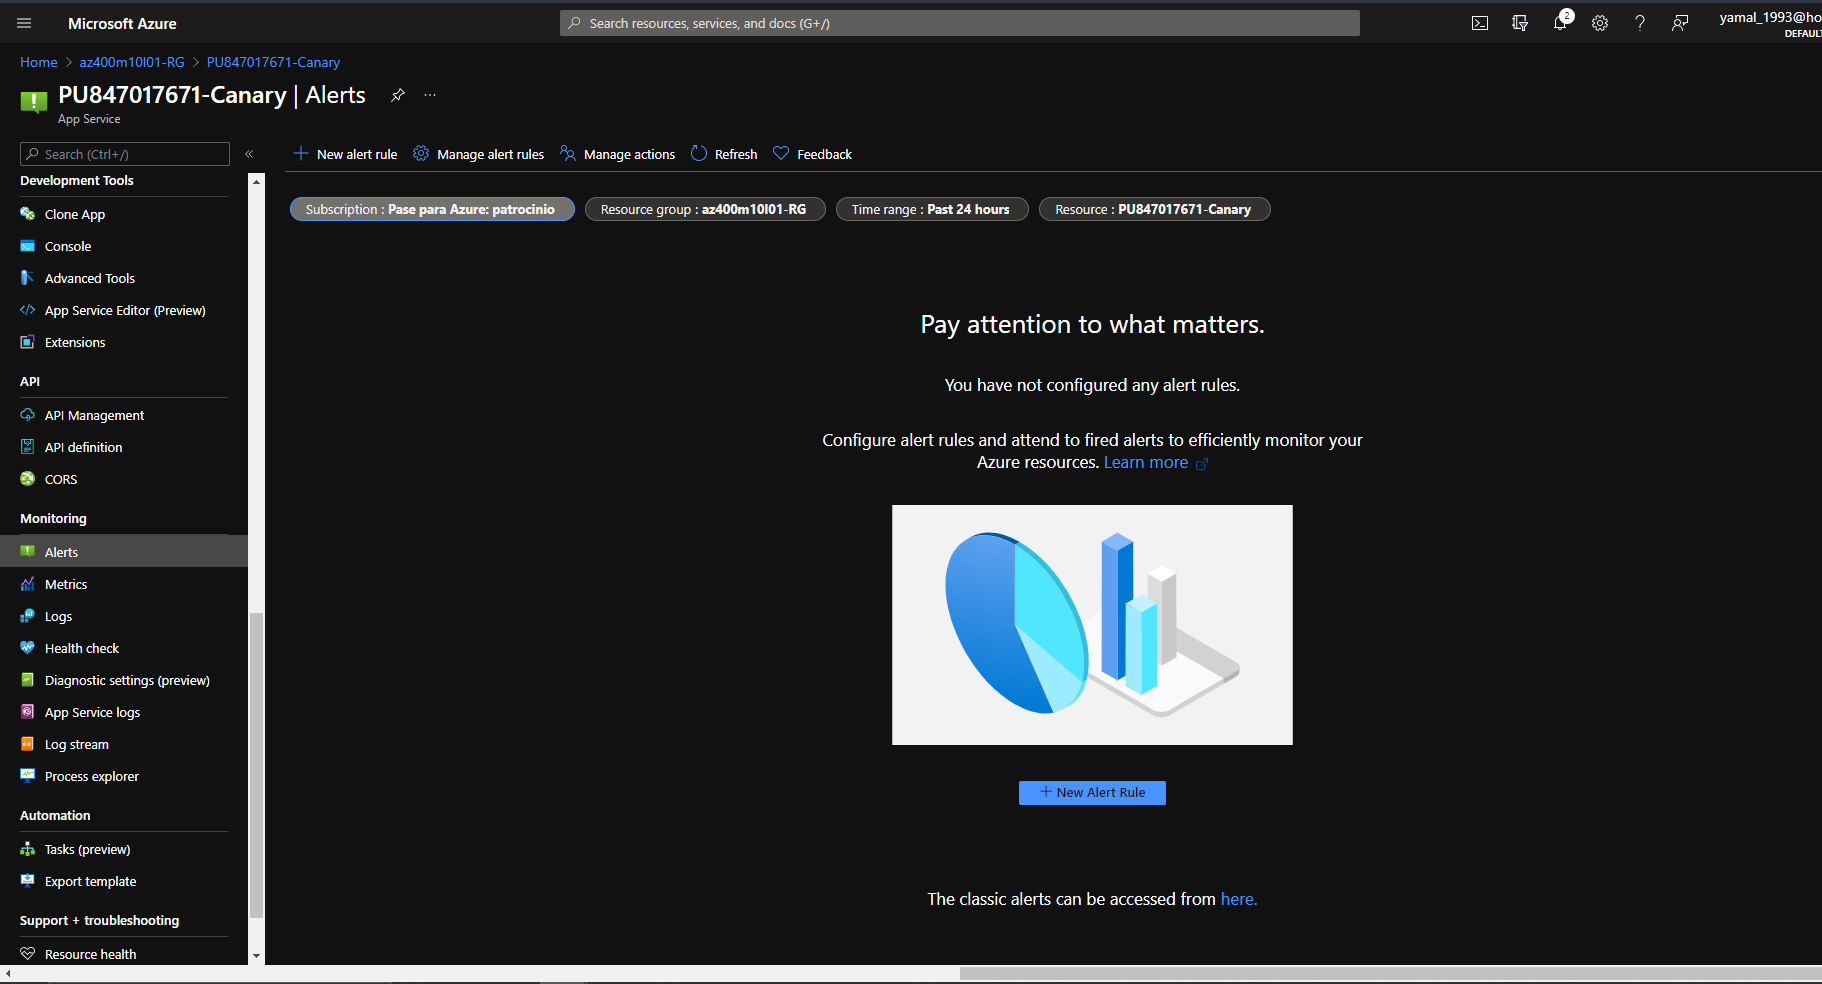 Microsoft Azure
Search resources, services, and docs (G+/)
2
yamal_1993@ho
DEFAULT
Home > az400m10l01-RG > PU847017671-Canary
PU847017671-Canary | Alerts
App Service
Search (Ctrl+/)
New alert rule
Manage alert rules
Manage actions
Refresh
Feedback
Subscription : Pase para Azure: patrocinio
Resource group : az400m10l01-RG
Time range : Past 24 hours
Resource : PU847017671-Canary
Development Tools
Clone App
Console
Advanced Tools
App Service Editor (Preview)
Extensions
API
API Management
API definition
CORS
Monitoring
Alerts
Metrics
Logs
Health check
Diagnostic settings (preview)
App Service logs
Log stream
Process explorer
Automation
Tasks (preview)
Export template
Support + troubleshooting
Resource health
Pay attention to what matters.
You have not configured any alert rules.
Configure alert rules and attend to fired alerts to efficiently monitor your
Azure resources. Learn more
New Alert Rule
The classic alerts can be accessed from here.